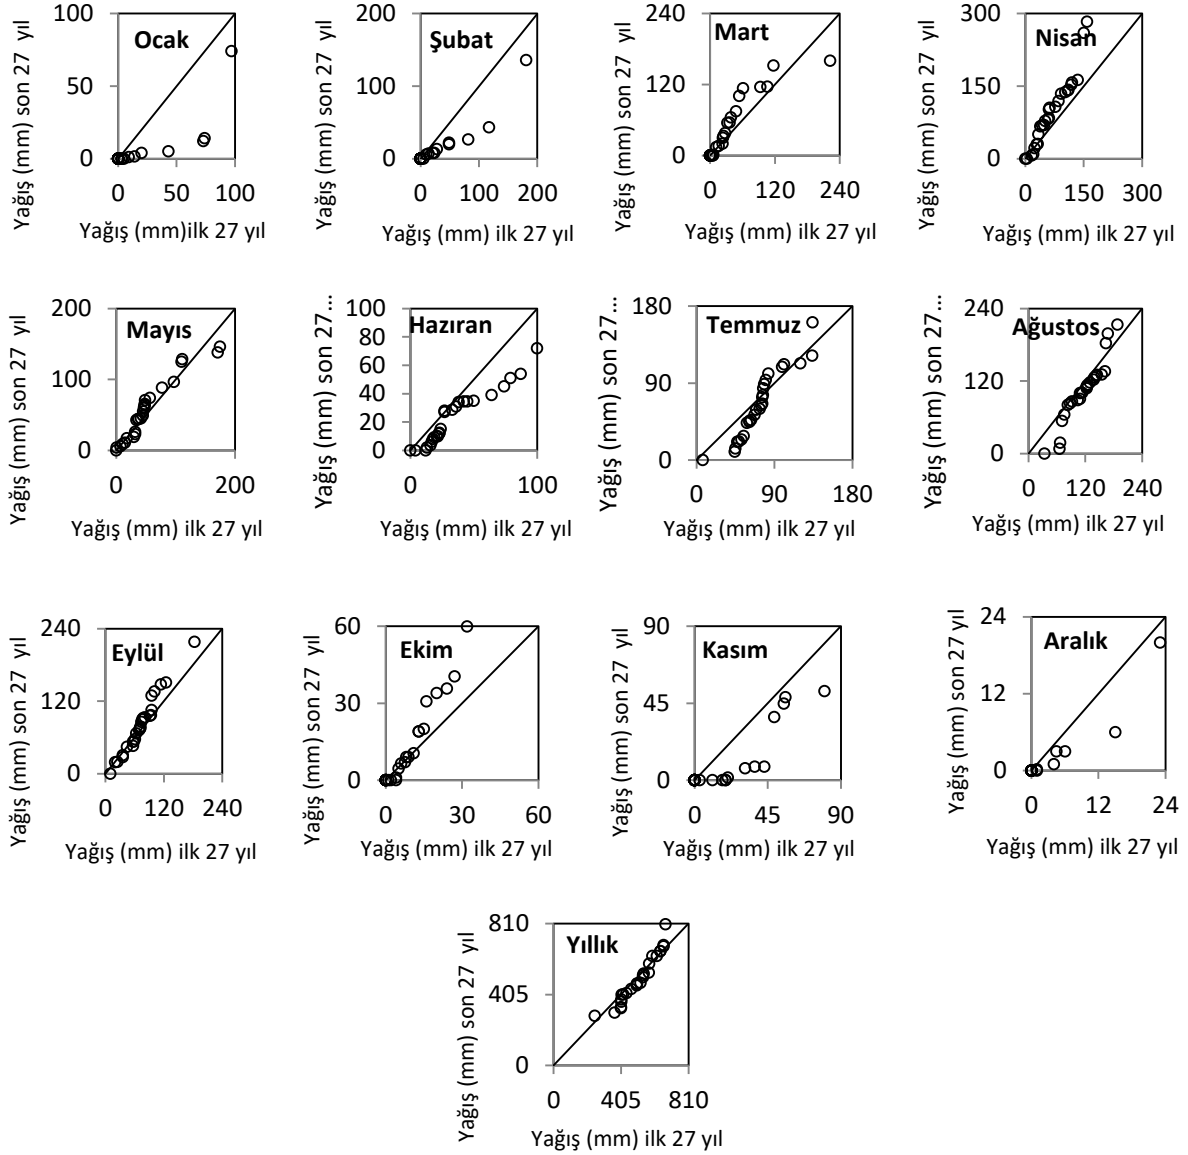 Yağış (mm) son 27 yıl
100
50
0
Ocak
0 50 100
Yağış (mm)ilk 27 yıl
Yağış (mm) son 27 yıl
200
100
0
Şubat
0 100 200
Yağış (mm) ilk 27 yıl
Yağış (mm) son 27 yıl
240
120
0
Mart
0 120 240
Yağış (mm) ilk 27 yıl
Yağış (mm) son 27 yıl
300
150
0
Nisan
0 150 300
Yağış (mm) ilk 27 yıl
Yağış (mm) son 27 yıl
200
100
0
Mayıs
0 200
Yağış (mm) ilk 27 yıl
Yağış (mm) son 27...
100
80
60
40
20
0
Hazıran
0 100
Yağış (mm) ilk 27 yıl
Yağış (mm) son 27...
180
90
0
Temmuz
0 90 180
Yağış (mm) ilk 27 yıl
Yağış (mm) son 27...
240
120
0
Ağustos
0 120 240
Yağış (mm) ilk 27 yıl
Yağış (mm) son 27 yıl
240
120
0
Eylül
0 120 240
Yağış (mm) ilk 27 yıl
Yağış (mm) son 27 yıl
60
30
0
Ekim
0 30 60
Yağış (mm) ilk 27 yıl
Yağış (mm) son 27 yıl
90
45
0
Kasım
0 45 90
Yağış (mm) ilk 27 yıl
Yağış (mm) son 27 yıl
24
12
0
Aralık
0 12 24
Yağış (mm) ilk 27 yıl
Yağış (mm) son 27 yıl
810
405
0
Yıllık
0 405 810
Yağış (mm) ilk 27 yıl